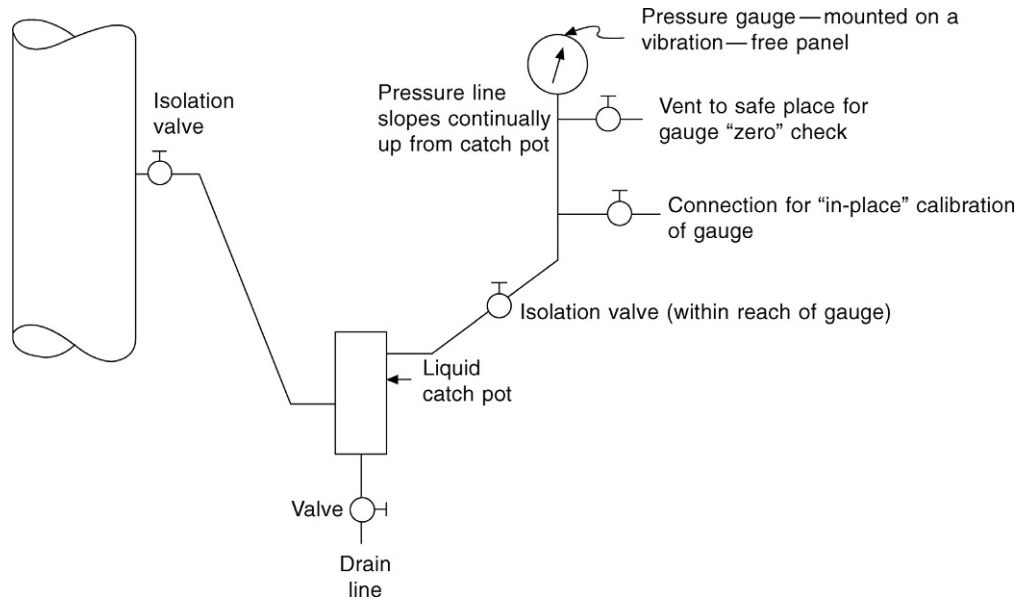 Pressure gauge — mounted on a
vibration — free panel
Isolation
valve
Pressure line
slopes continually
up from catch pot
Vent to safe place for
gauge “zero” check
Connection for “in-place” calibration
of gauge
Isolation valve (within reach of gauge)
Liquid
catch pot
Valve
Drain
line